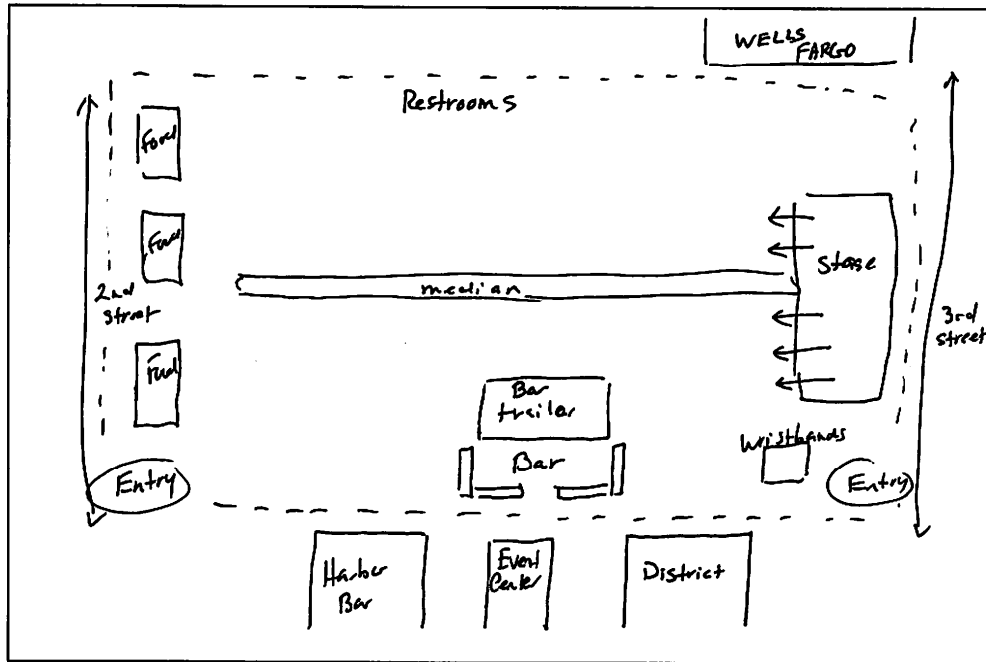 WELLS
FARGO
Restrooms
Food
Food
Stage
median
2nd
Street
3rd
street
Food
Bar
trailer
Wristbands
Bar
Entry
Entry
Harbor
Bar
Event
Center
District